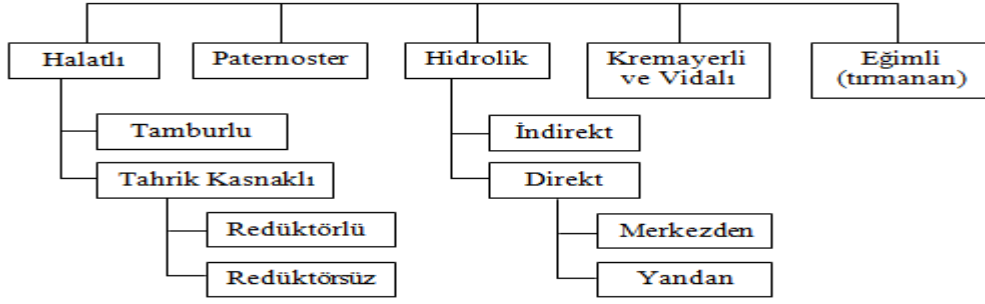 Halatlı
Paternoster
Hidrolik
Kremayerli
ve Vidalı
Eğimli
(tırmanan)
Tamburlu
Tahrik Kasnaklı
Redüktörlü
Redüktörsüz
İndirekt
Direkt
Merkezden
Yandan